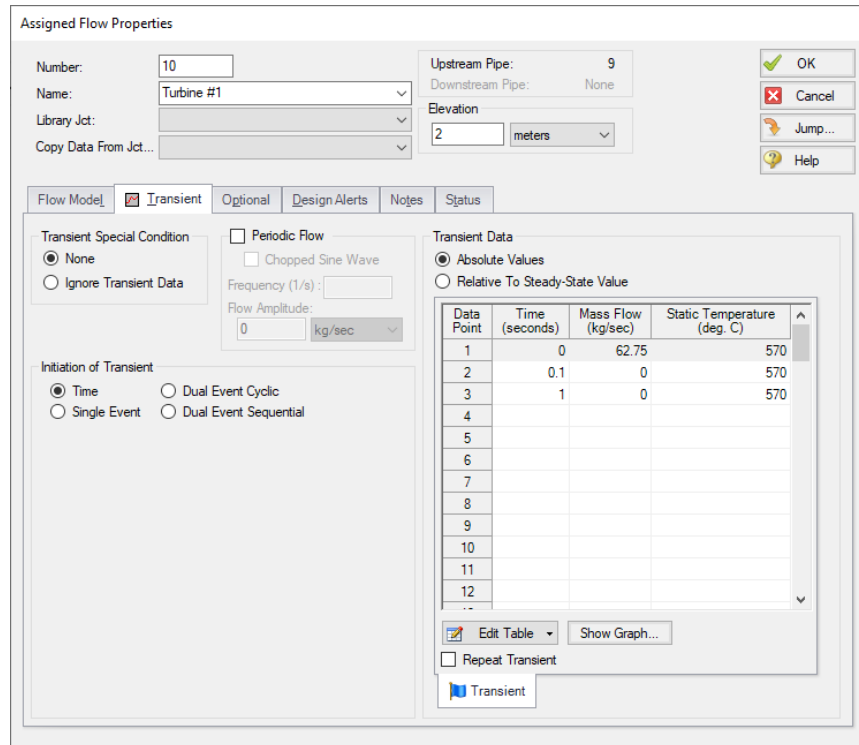 Assigned Flow Properties
Number: 10
Name: Turbine #1
Library Jct:
Copy Data From Jct...
Upstream Pipe: 9
Downstream Pipe: None
Elevation
2 meters
OK
Cancel
Jump...
Help
Flow Model Transient Optional Design Alerts Notes Status
Transient Special Condition
None
Ignore Transient Data
Periodic Flow
Chopped Sine Wave
Frequency (1/s) :
Flow Amplitude:
0 kg/sec
Initiation of Transient
Time Dual Event Cyclic
Single Event Dual Event Sequential
Transient Data
Absolute Values
Relative To Steady-State Value
Data Point Time (seconds) Mass Flow (kg/sec) Static Temperature (deg. C)
1 0 62.75 570
2 0.1 0 570
3 1 0 570
4
5
6
7
8
9
10
11
12
Edit Table Show Graph...
Repeat Transient
Transient